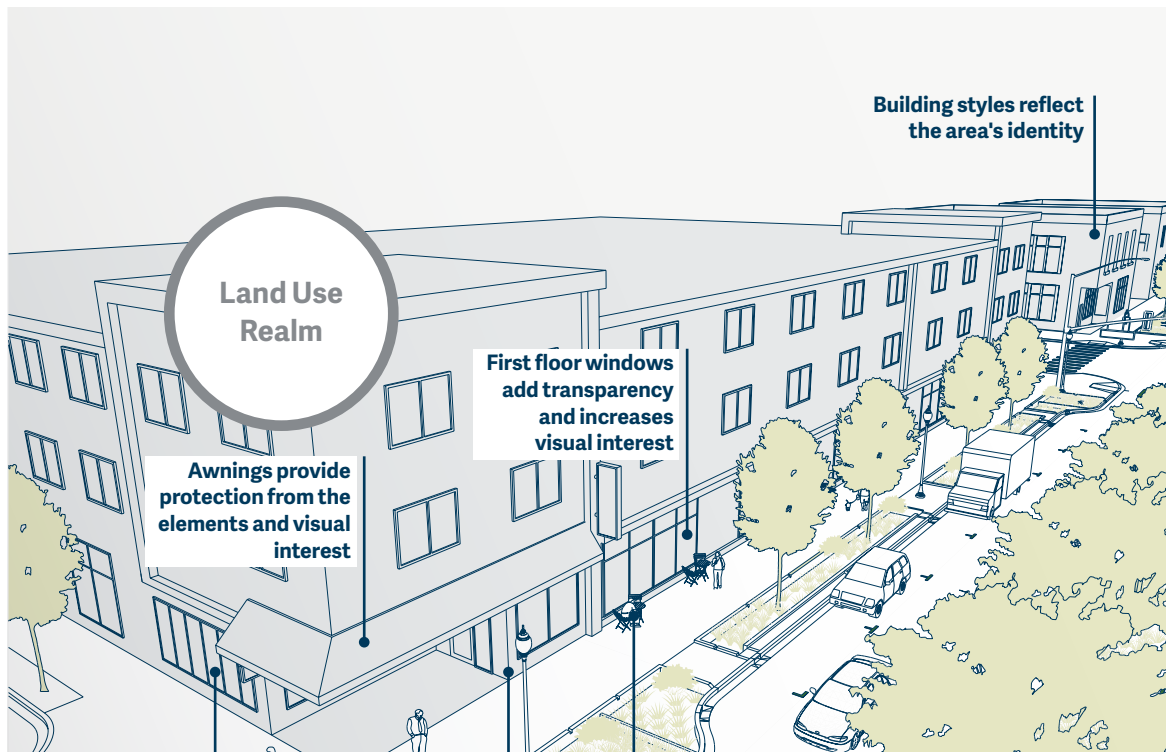 Building styles reflect
the area's identity
Land Use
Realm
First floor windows
add transparency
and increases
visual interest
Awnings provide
protection from the
elements and visual
interest